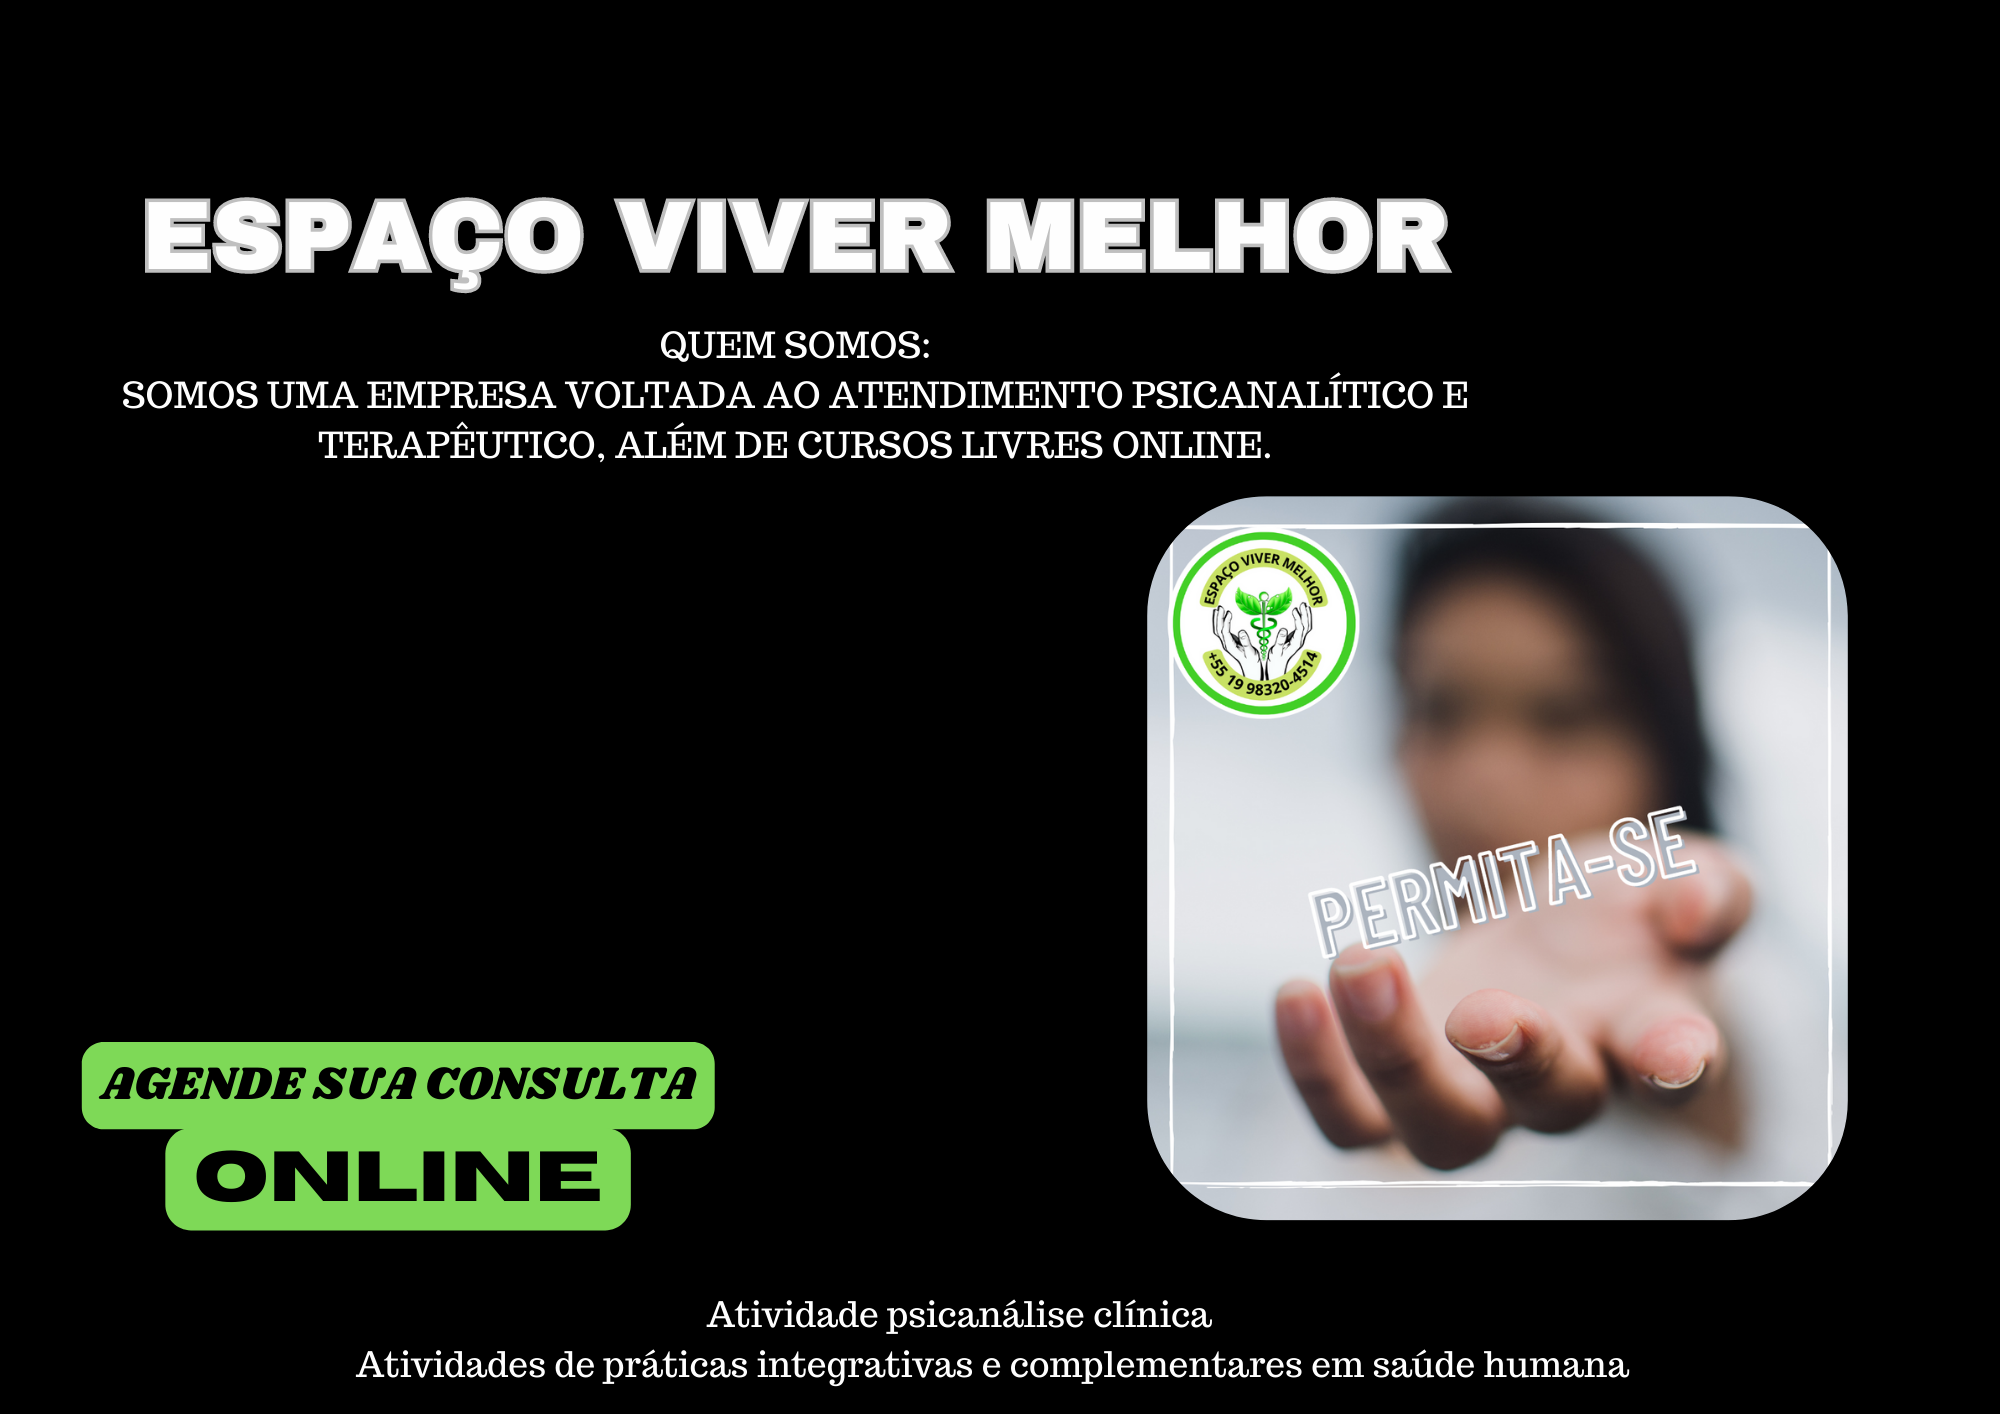 ESPAÇO VIVER MELHOR
QUEM SOMOS:
SOMOS UMA EMPRESA VOLTADA AO ATENDIMENTO PSICANALÍTICO E
TERAPÊUTICO, ALÉM DE CURSOS LIVRES ONLINE.
ESPAÇO VIVER MELHOR
+55 19 98320-4514
PERMITA-SE
AGENDE SUA CONSULTA
ONLINE
Atividade psicanálise clínica
Atividades de práticas integrativas e complementares em saúde humana